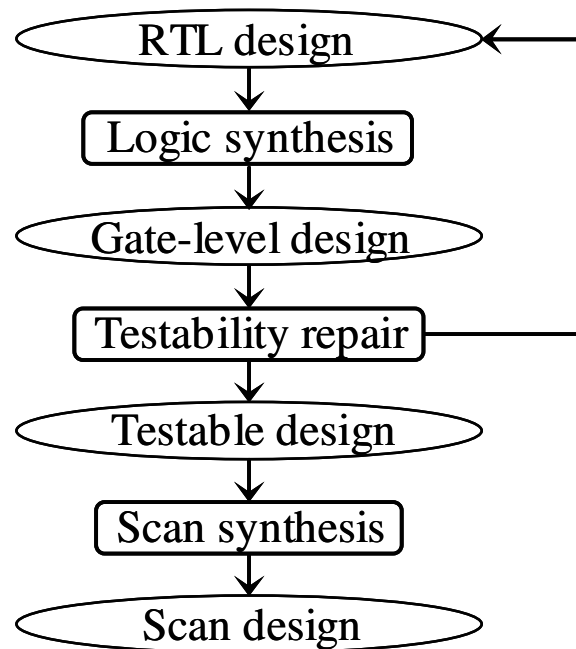 RTL design
Logic synthesis
Gate-level design
Testability repair
Testable design
Scan synthesis
Scan design